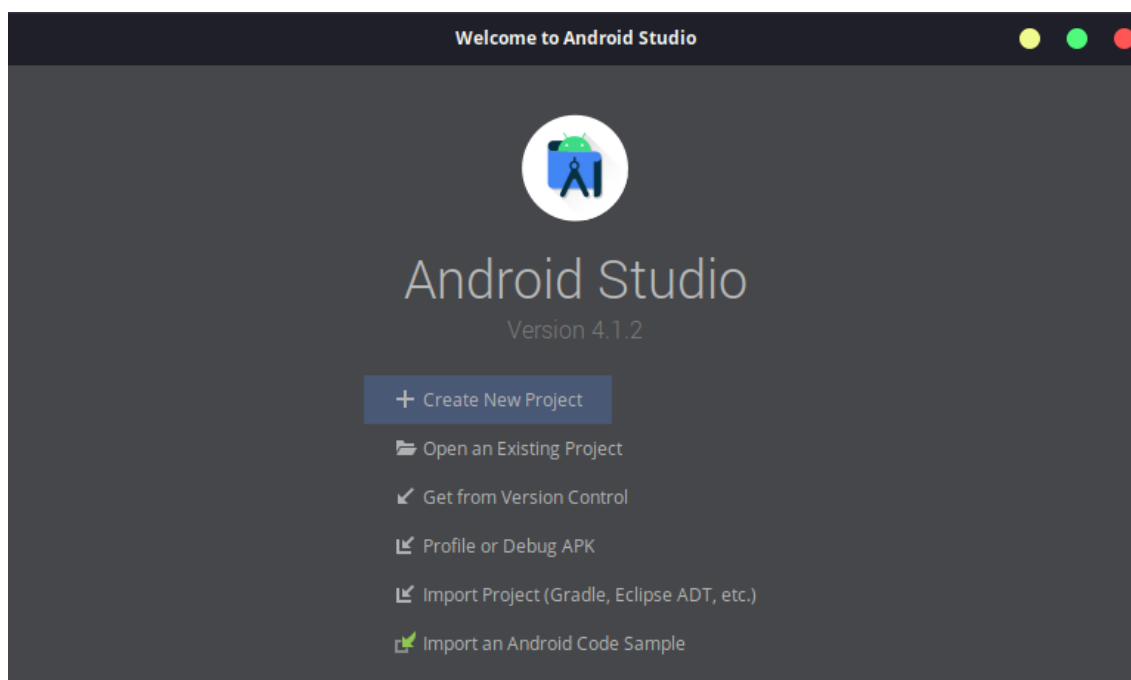 Welcome to Android Studio
Android Studio
Version 4.1.2
Create New Project
Open an Existing Project
Get from Version Control
Profile or Debug APK
Import Project (Gradle, Eclipse ADT, etc.)
Import an Android Code Sample